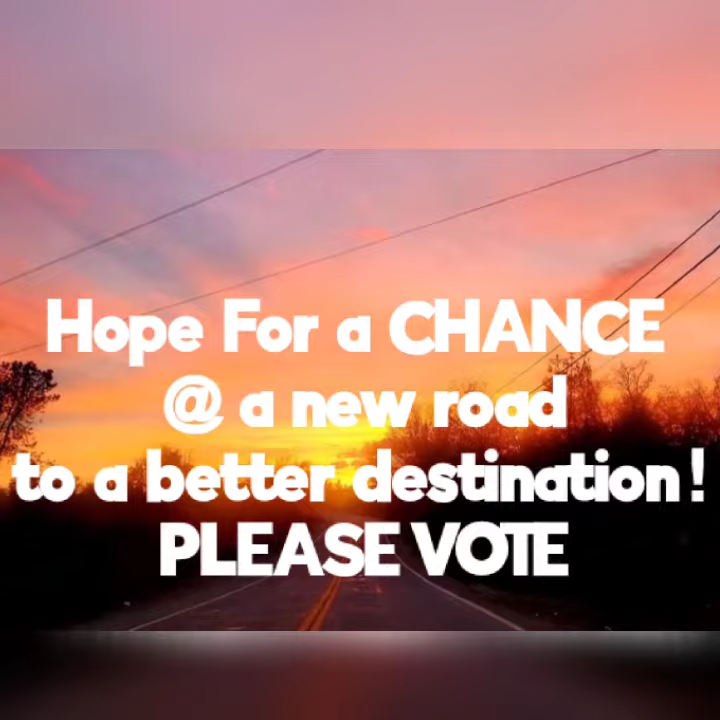 Hope For a CHANCE
@ a new road
to a better destination!
PLEASE VOTE